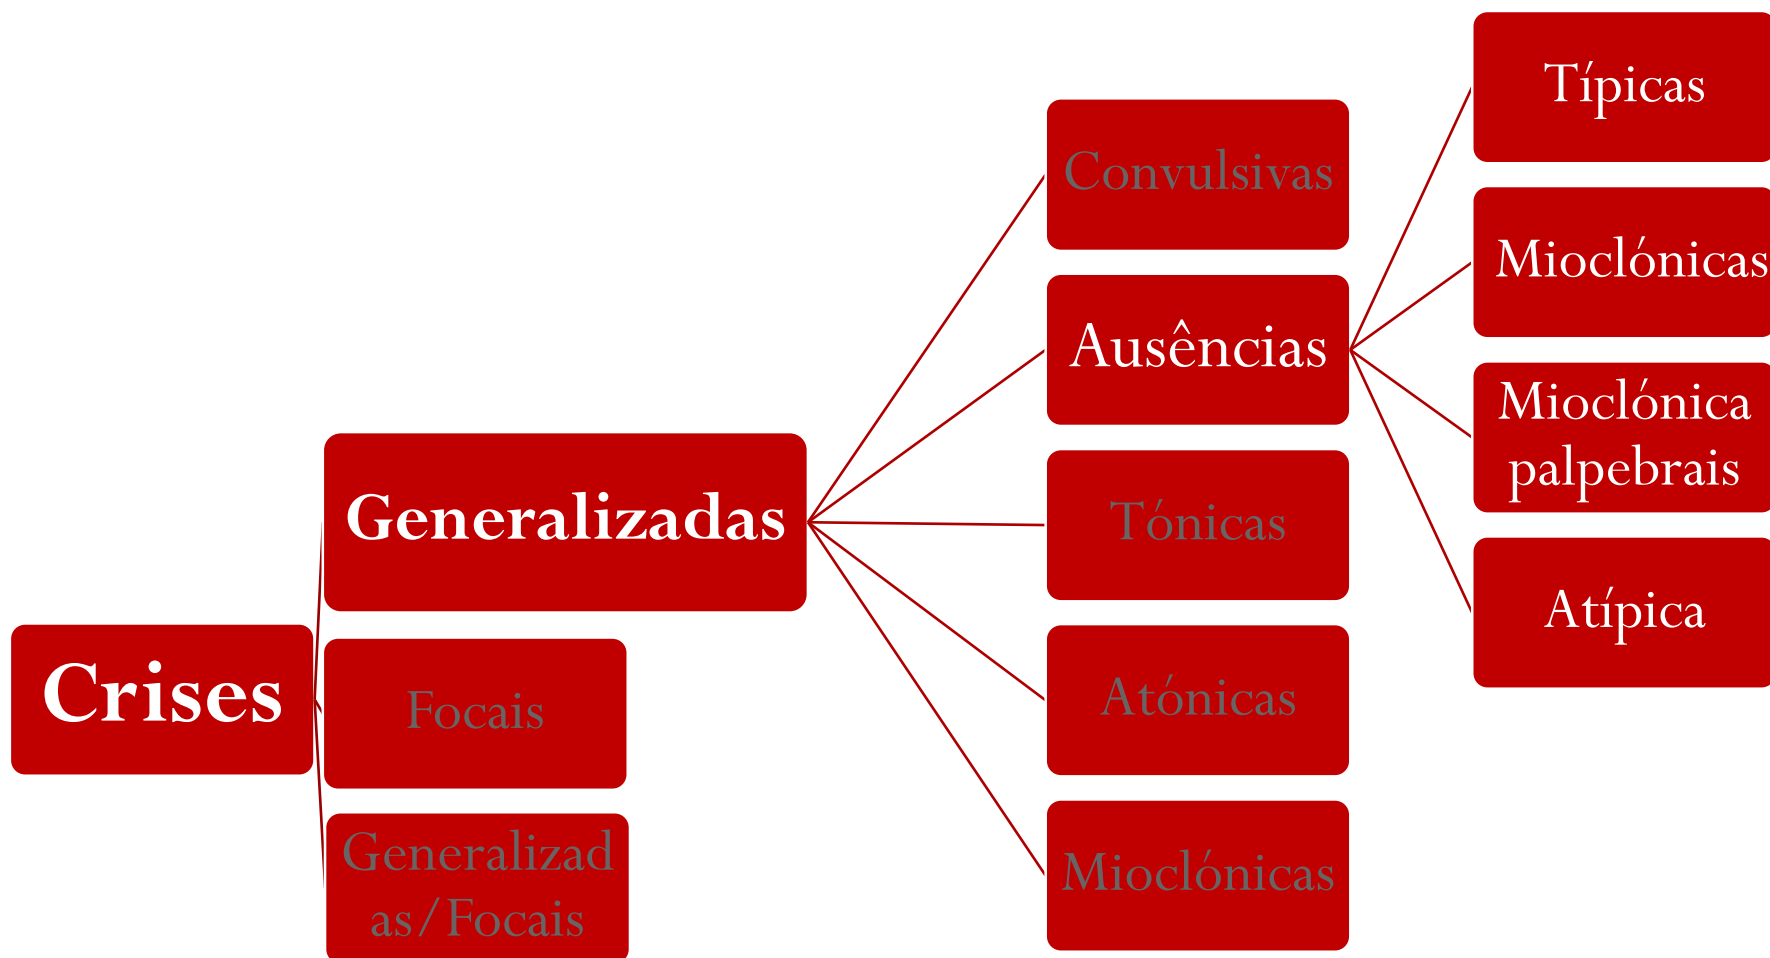 Crises
Generalizadas
Focais
Generalizad
as/Focais
Convulsivas
Ausências
Tónicas
Atónicas
Mioclónicas
Típicas
Mioclónicas
Mioclónica
palpebrais
Atípica